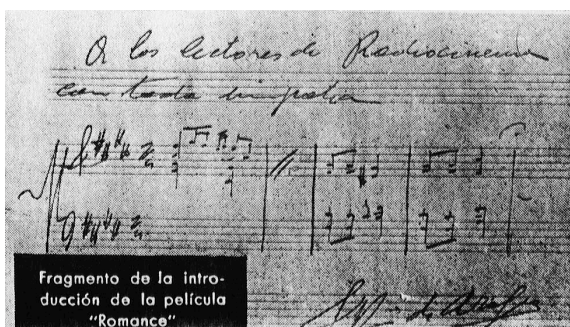 A los lectores de Radiocinema
con toda simpatía
Fragmento de la intro-
ducción de la película
"Romance"